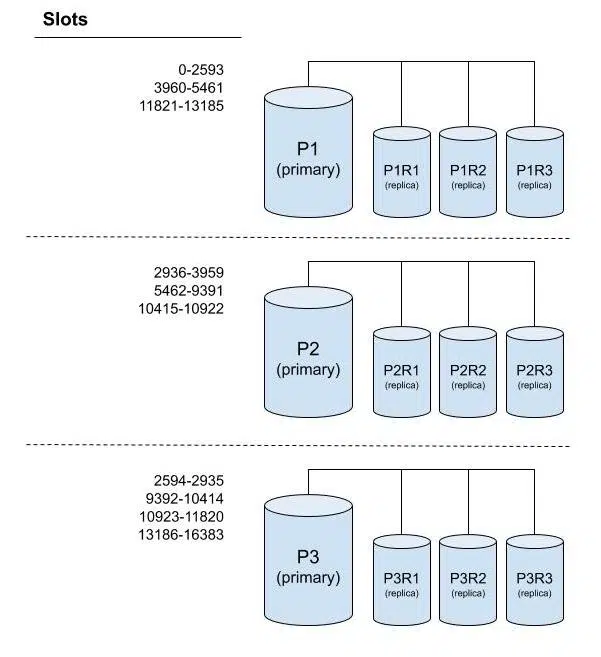 Slots
0-2593
3960-5461
11821-13185
P1
(primary)
P1R1
(replica)
P1R2
(replica)
P1R3
(replica)
2936-3959
5462-9391
10415-10922
P2
(primary)
P2R1
(replica)
P2R2
(replica)
P2R3
(replica)
2594-2935
9392-10414
10923-11820
13186-16383
P3
(primary)
P3R1
(replica)
P3R2
(replica)
P3R3
(replica)